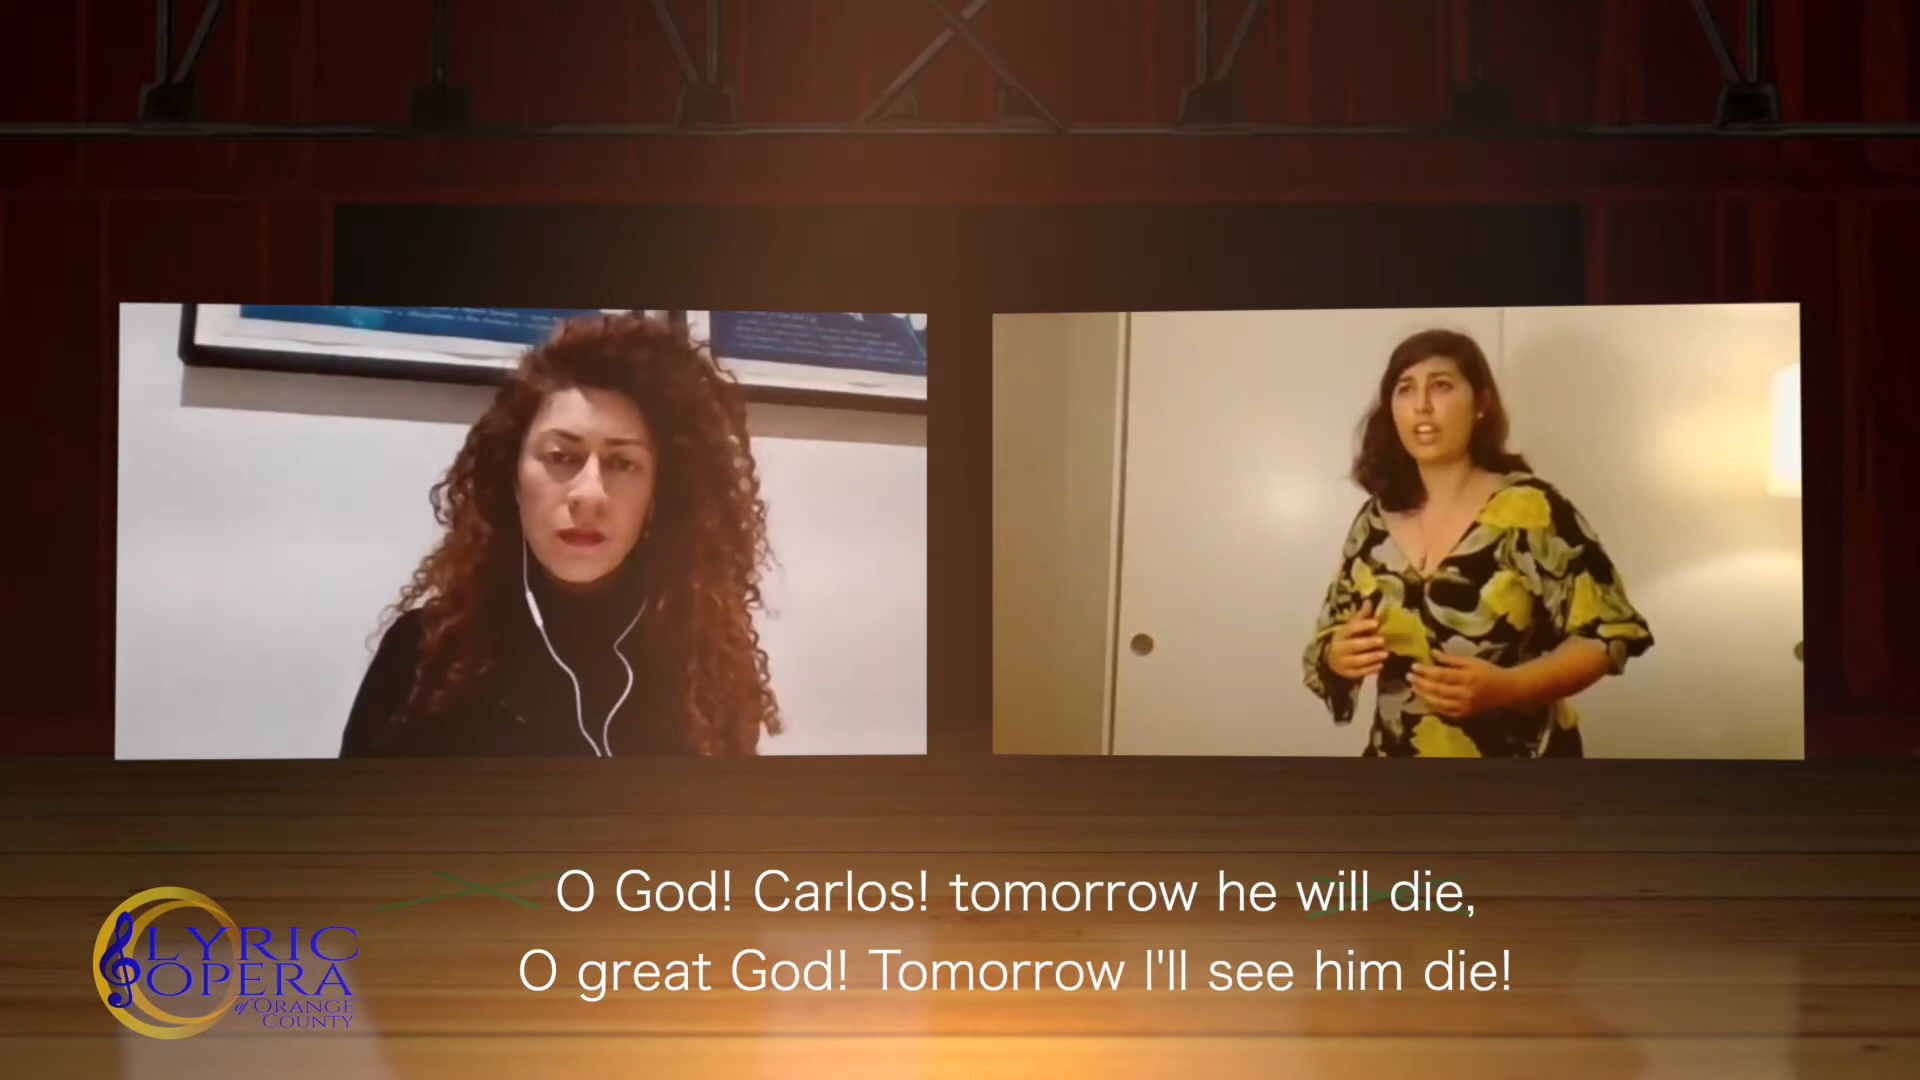 O God! Carlos! tomorrow he will die,
O great God! Tomorrow I'll see him die!
LYRIC
OPERA
of ORANGE
COUNTY